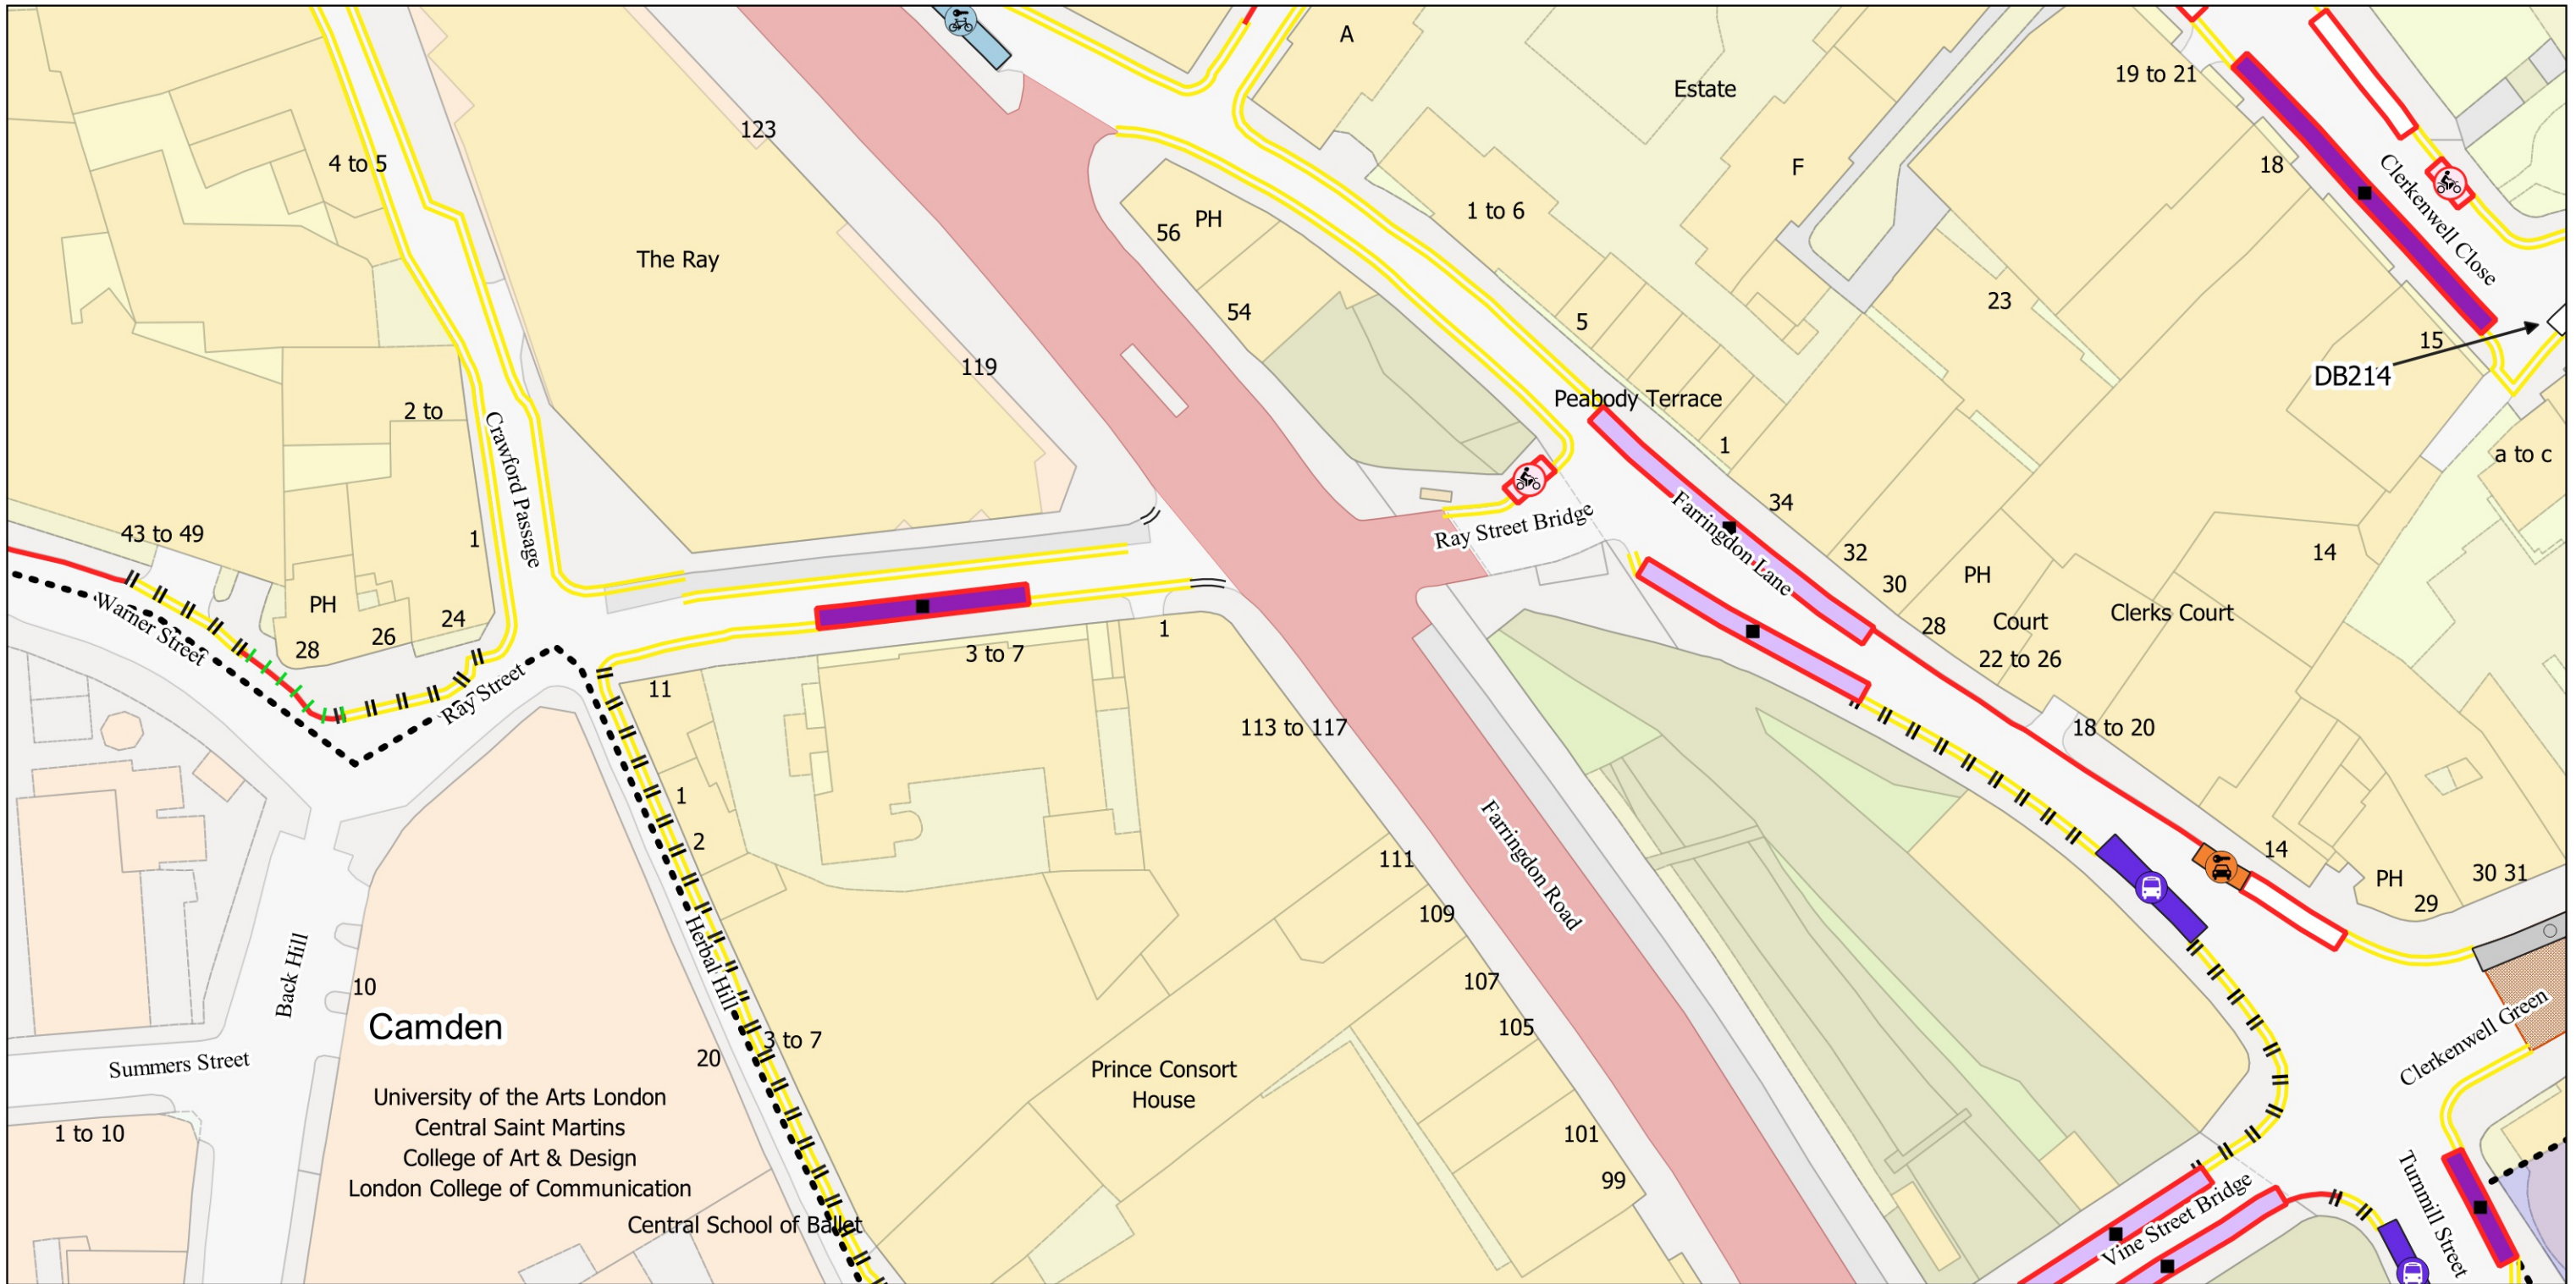 A
Estate
19 to 21
123
4 to 5
F
18
Clerkenwell Close
1 to 6
56
PH
The Ray
23
54
5
15
119
DB214
Peabody Terrace
2 to
Crawford Passage
1
a to c
34
Farringdon Lane
43 to 49
1
Ray Street Bridge
32
14
30
PH
PH
Warner Street
24
26
28
1
28
Court
Clerks Court
3 to 7
22 to 26
Ray Street
11
113 to 117
18 to 20
1
2
Farringdon Road
111
14
PH
30 31
29
109
Herbal Hill
Back Hill
10
107
Camden
105
3 to 7
20
Clerkenwell Green
Summers Street
Prince Consort
House
University of the Arts London
Central Saint Martins
College of Art & Design
London College of Communication
1 to 10
101
99
Central School of Ballet
Vine Street Bridge
Turnmill Street